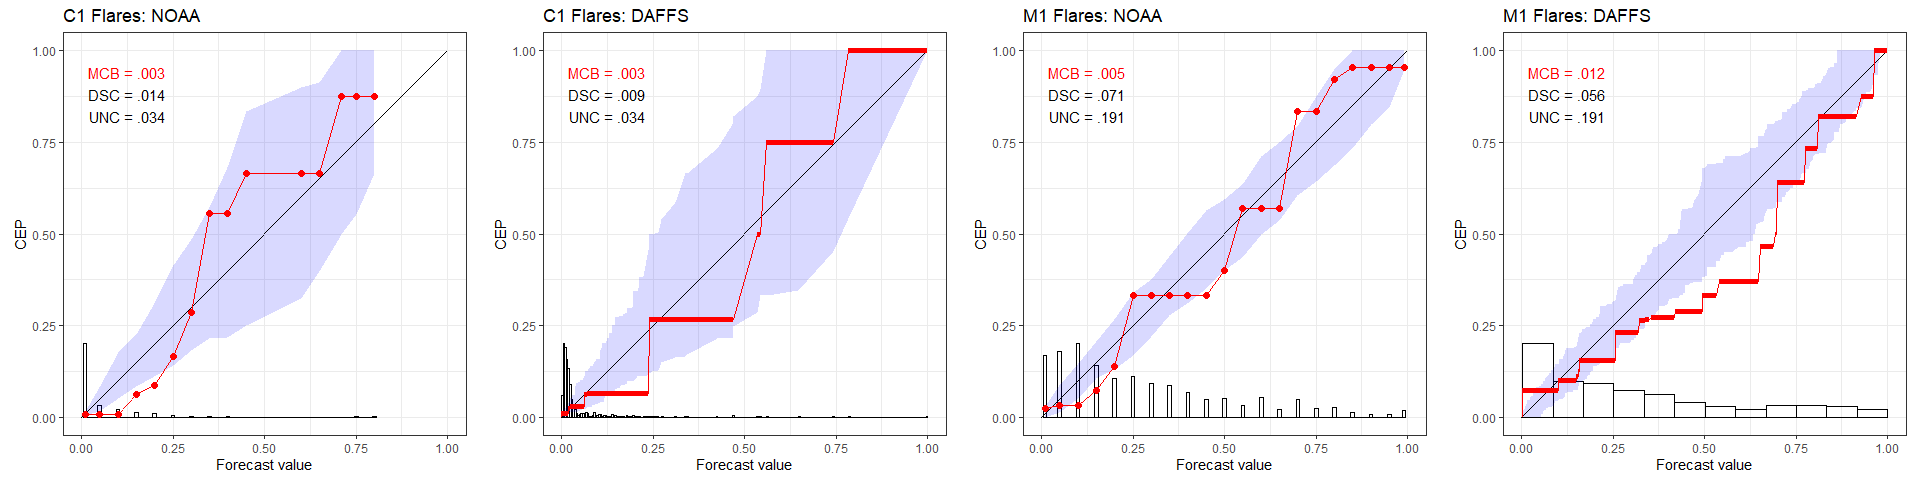 C1 Flares: NOAA
MCB = .003
DSC = .014
UNC = .034
1.00
0.75
0.50
0.25
0.00
CEP
0.00 0.25 0.50 0.75 1.00
Forecast value
C1 Flares: DAFFS
MCB = .003
DSC = .009
UNC = .034
1.00
0.75
0.50
0.25
0.00
CEP
0.00 0.25 0.50 0.75 1.00
Forecast value
M1 Flares: NOAA
MCB = .005
DSC = .071
UNC = .191
1.00
0.75
0.50
0.25
0.00
CEP
0.00 0.25 0.50 0.75 1.00
Forecast value
M1 Flares: DAFFS
MCB = .012
DSC = .056
UNC = .191
1.00
0.75
0.50
0.25
0.00
CEP
0.00 0.25 0.50 0.75 1.00
Forecast value